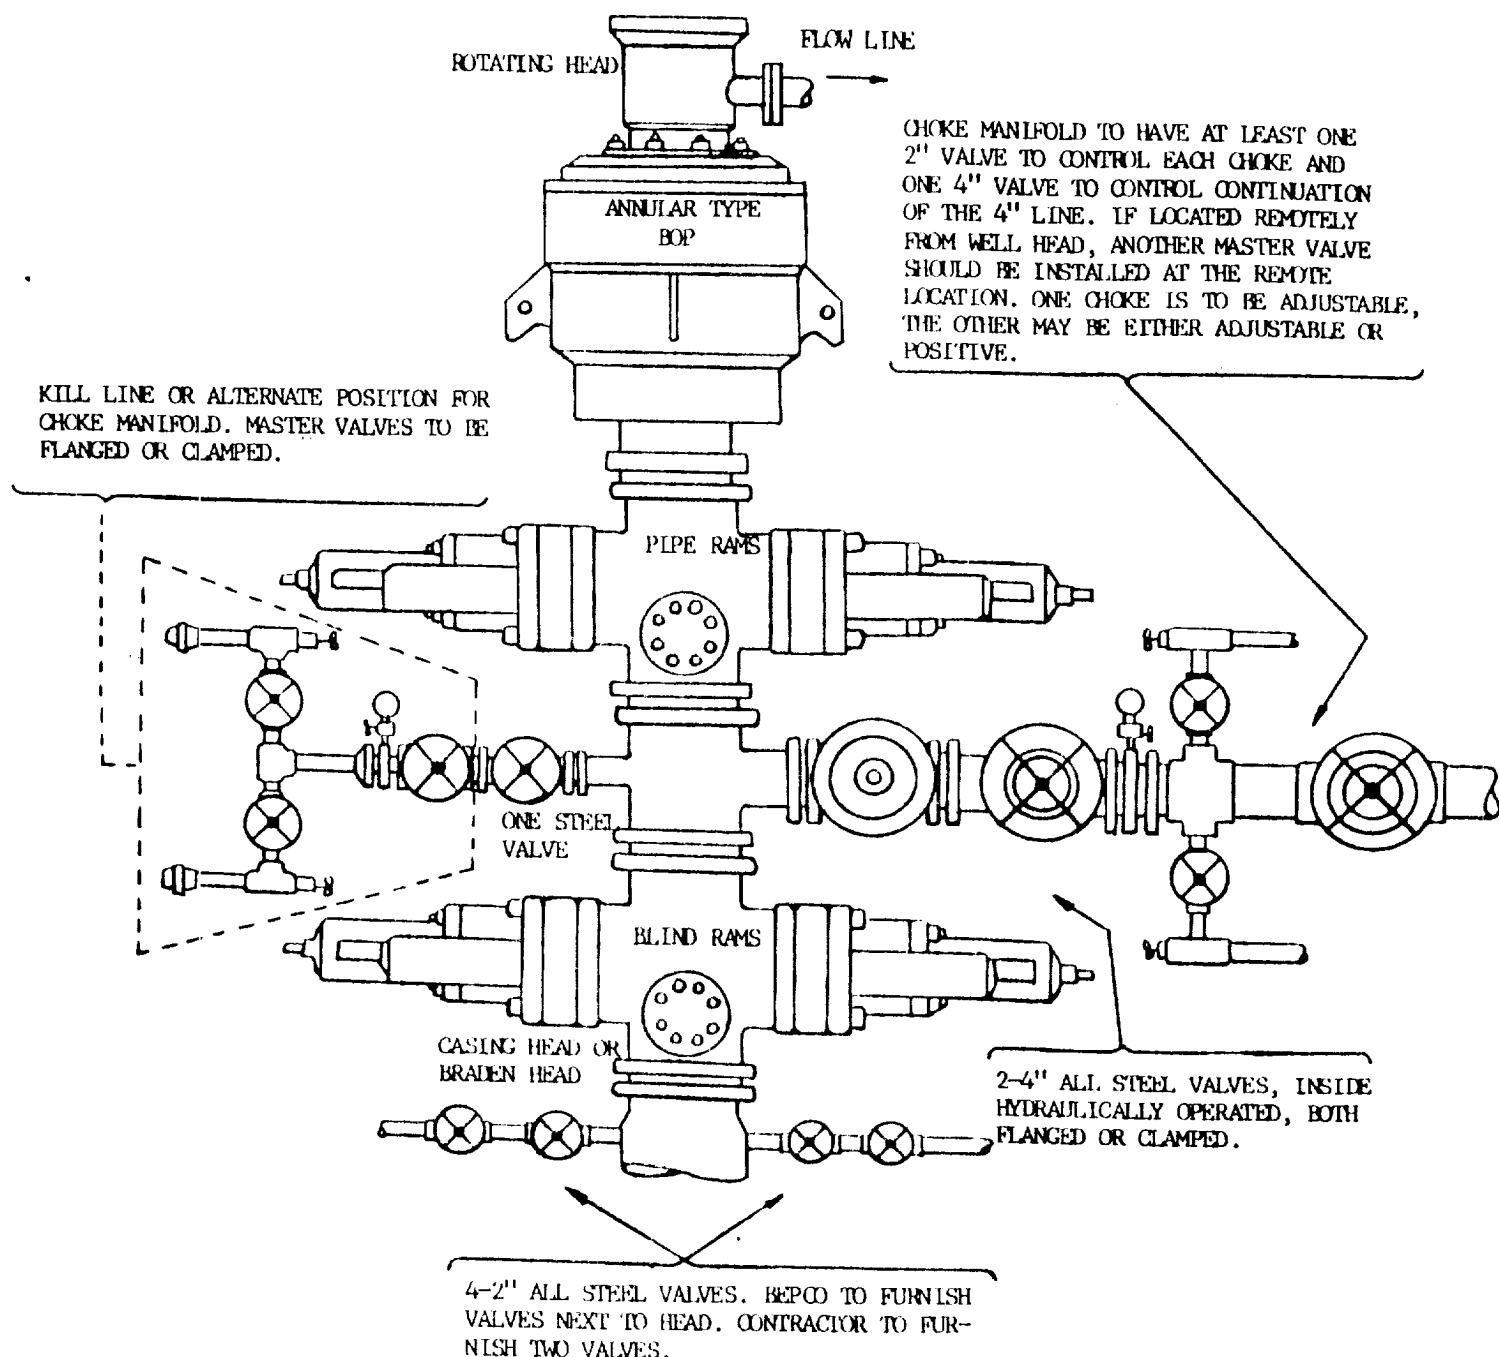 FLOW LINE
ROTATING HEAD
CHOKE MANIFOLD TO HAVE AT LEAST ONE
2" VALVE TO CONTROL EACH CHOKE AND
ONE 4" VALVE TO CONTROL CONTINUATION
OF THE 4" LINE. IF LOCATED REMOTELY
FROM WELL HEAD, ANOTHER MASTER VALVE
SHOULD BE INSTALLED AT THE REMOTE
LOCATION. ONE CHOKE IS TO BE ADJUSTABLE,
THE OTHER MAY BE EITHER ADJUSTABLE OR
POSITIVE.
ANNULAR TYPE
BOP
KILL LINE OR ALTERNATE POSITION FOR
CHOKE MANIFOLD. MASTER VALVES TO BE
FLANGED OR CLAMPED.
PIPE RAMS
ONE STEEL
VALVE
BLIND RAMS
CASING HEAD OR
BRADEN HEAD
2-4" ALL STEEL VALVES, INSIDE
HYDRAULICALLY OPERATED, BOTH
FLANGED OR CLAMPED.
4-2" ALL STEEL VALVES. BEPCO TO FURNISH
VALVES NEXT TO HEAD. CONTRACTOR TO FUR-
NISH TWO VALVES.